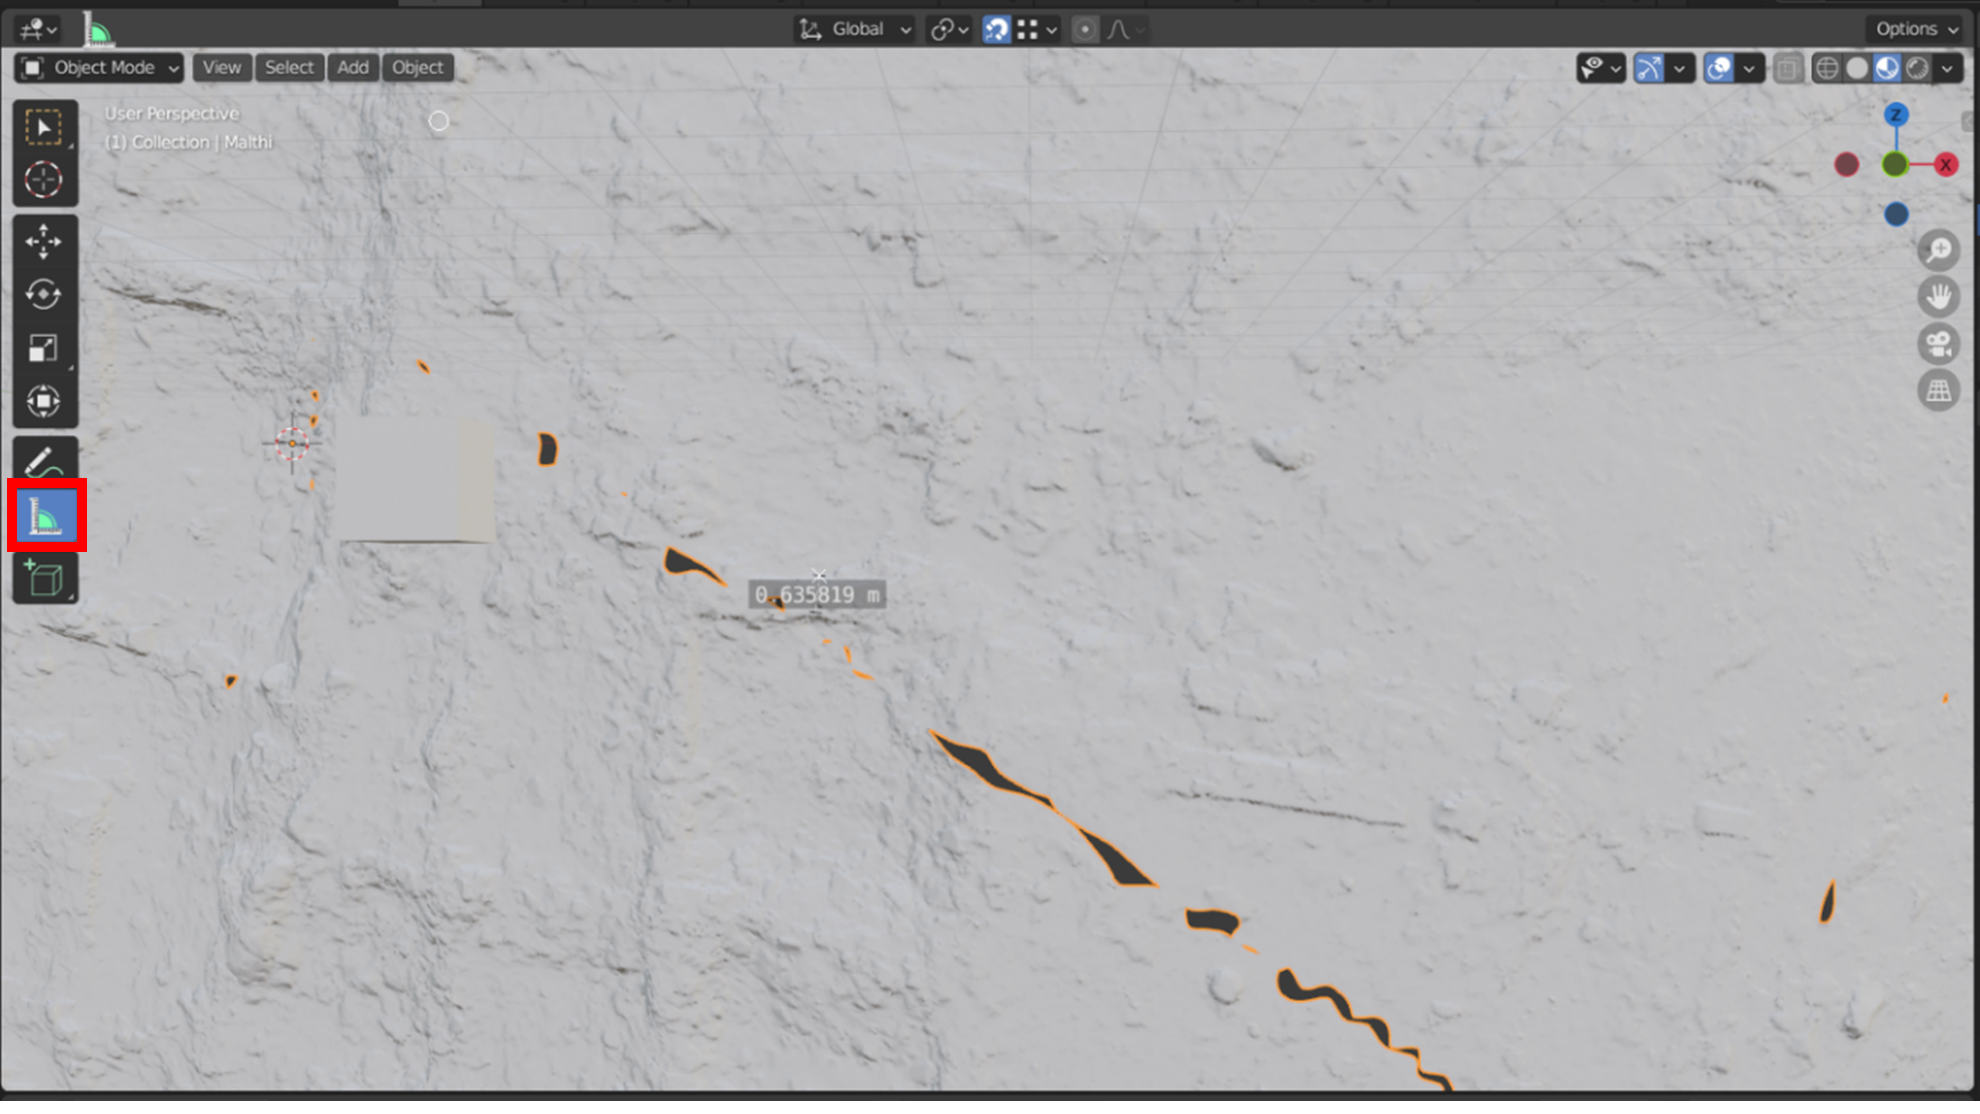 Global
Options
Object Mode View Select Add Object
User Perspective
(1) Collection | Malthi
Z
X
0.635819 m